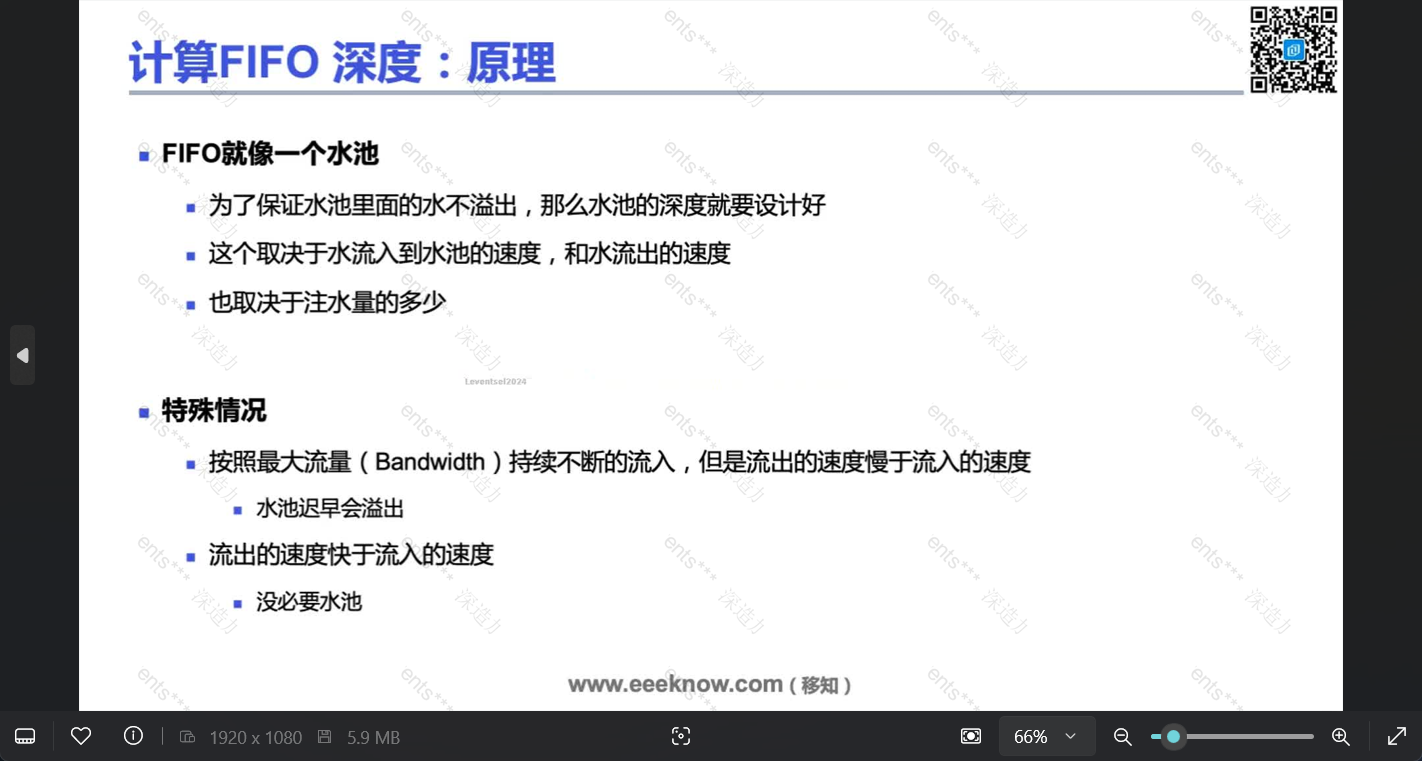 计算FIFO 深度：原理
FIFO就像一个水池
为了保证水池里面的水不溢出，那么水池的深度就要设计好
这个取决于水流入到水池的速度，和水流出的速度
也取决于注水量的多少
Leventsel2024
特殊情况
按照最大流量（Bandwidth）持续不断的流入，但是流出的速度慢于流入的速度
水池迟早会溢出
流出的速度快于流入的速度
没必要水池
www.eeeknow.com（移知）
1920 x 1080
5.9 MB
66%